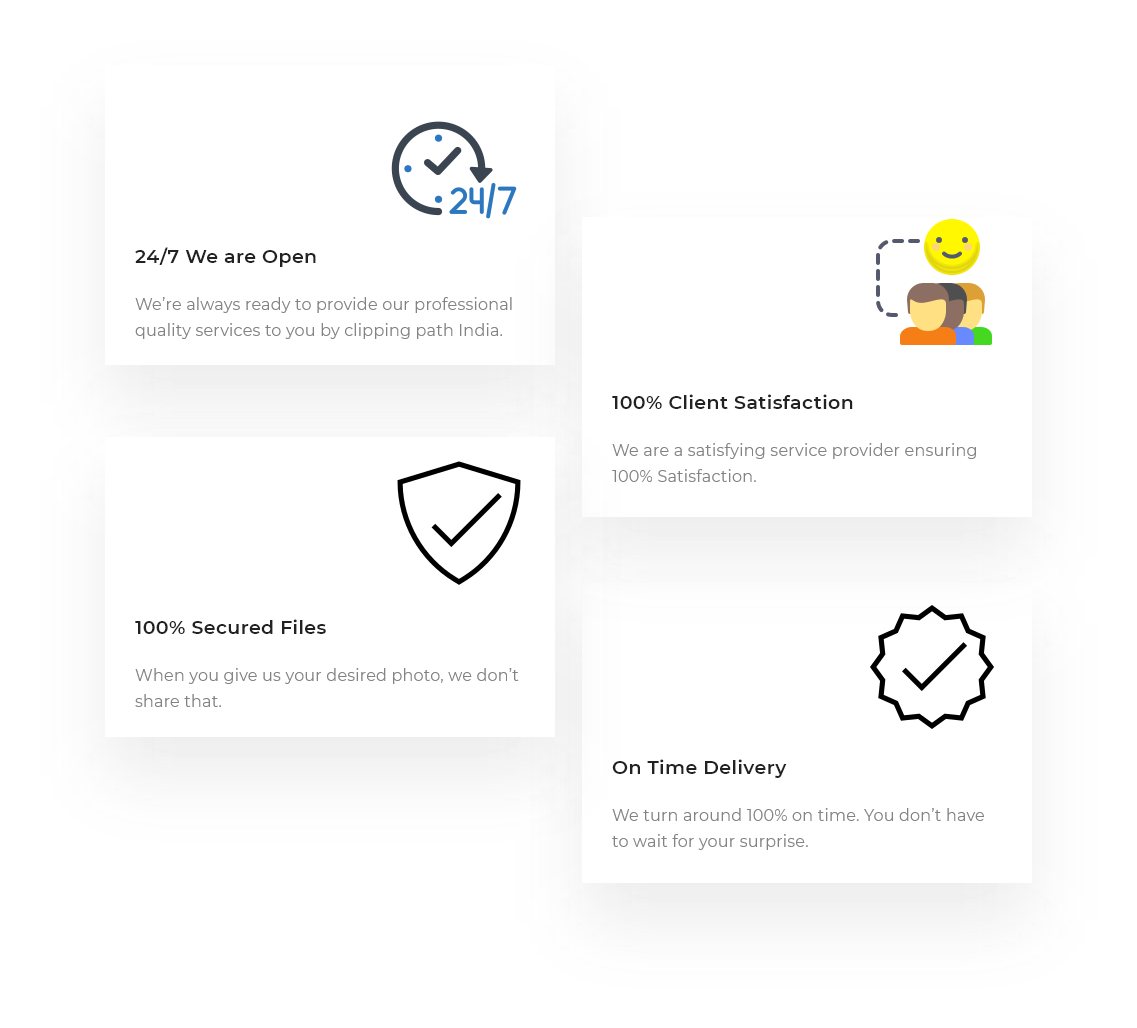 24/7
24/7 We are Open
We’re always ready to provide our professional
quality services to you by clipping path India.
100% Client Satisfaction
We are a satisfying service provider ensuring
100% Satisfaction.
100% Secured Files
When you give us your desired photo, we don’t
share that.
On Time Delivery
We turn around 100% on time. You don’t have
to wait for your surprise.